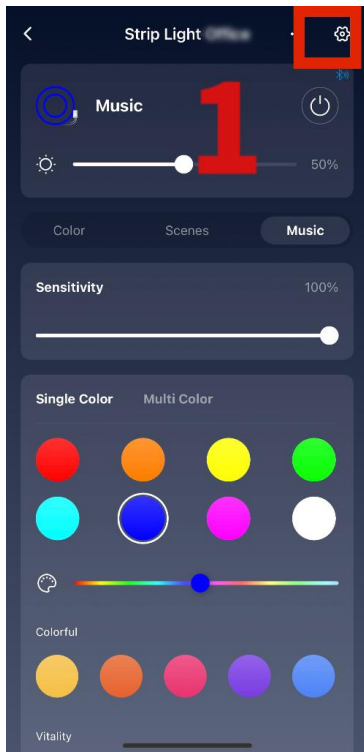 Strip Light
Music
1
50%
Color Scenes Music
Sensitivity 100%
Single Color Multi Color
Colorful
Vitality